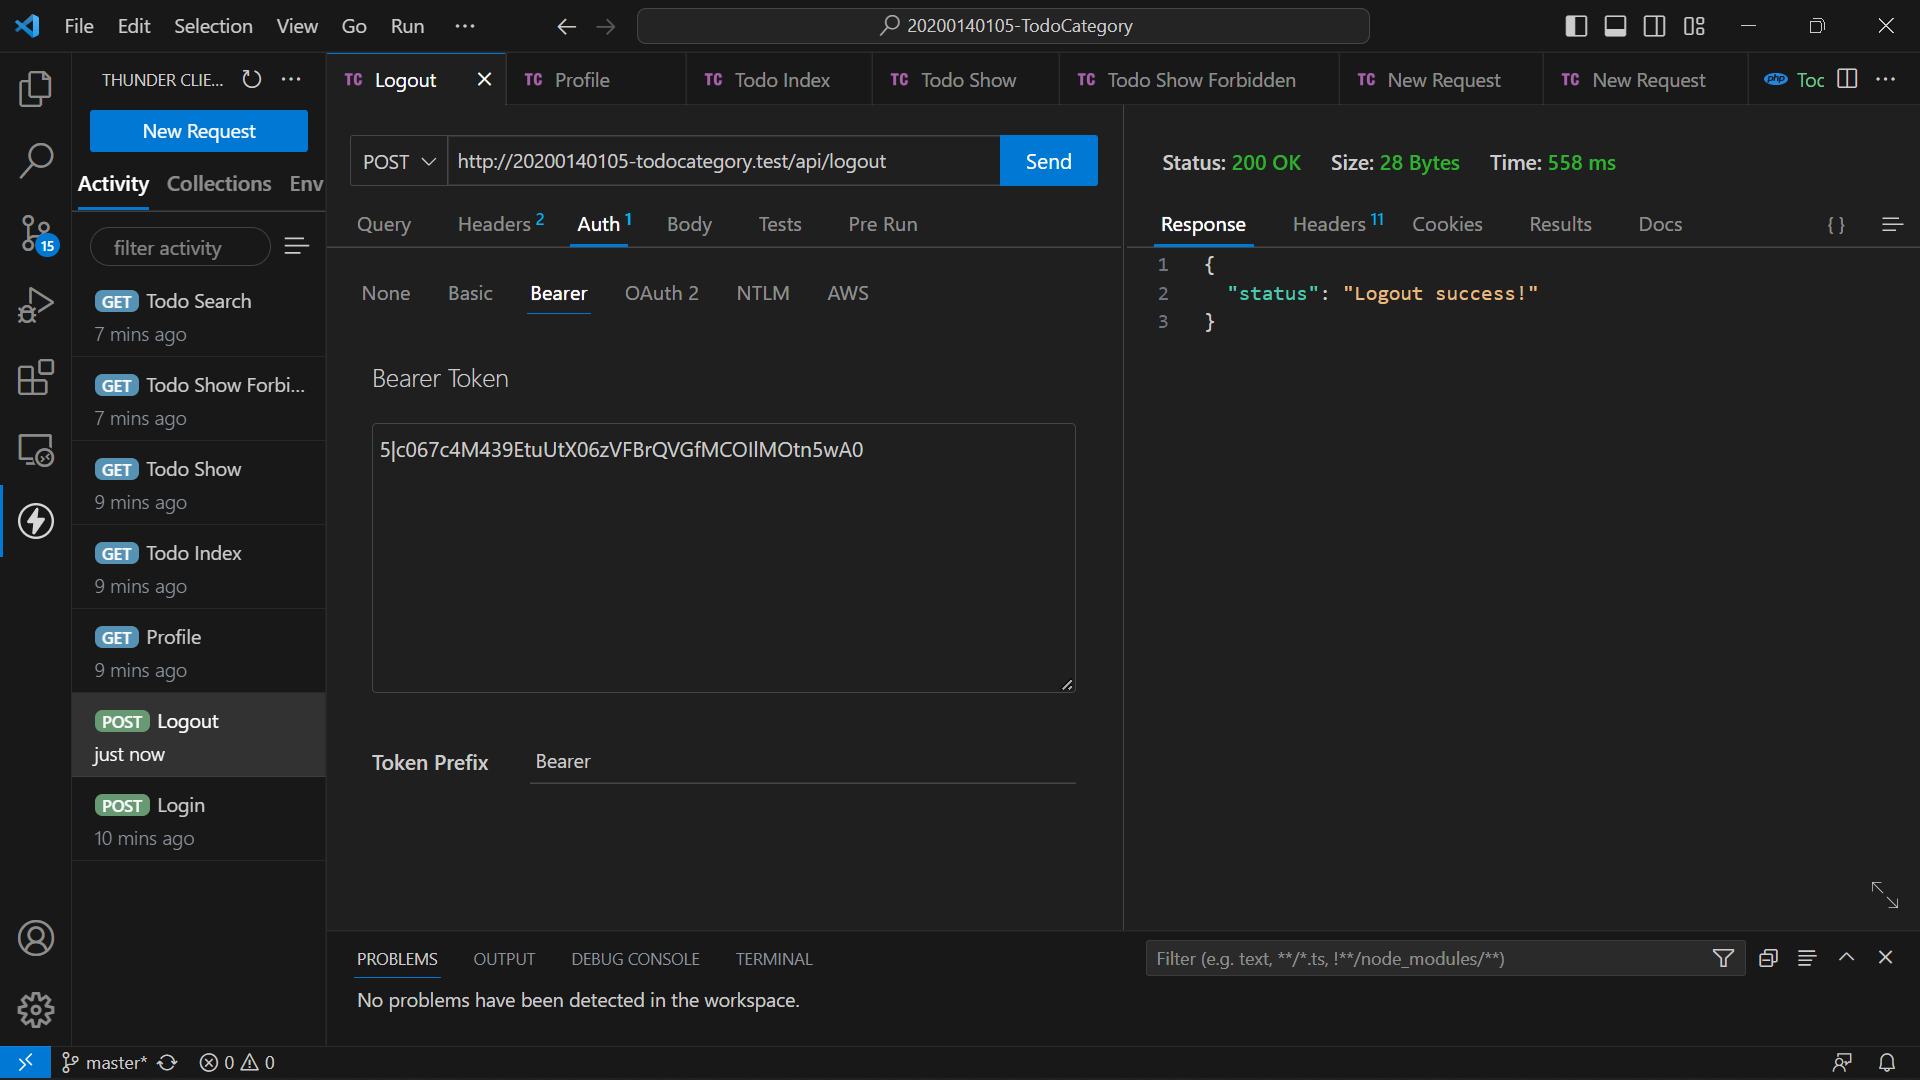 File Edit Selection View Go Run ···
20200140105-TodoCategory
THUNDER CLIE... ···
New Request
Activity Collections Env
filter activity
GET Todo Search
7 mins ago
GET Todo Show Forbi...
7 mins ago
GET Todo Show
9 mins ago
GET Todo Index
9 mins ago
GET Profile
9 mins ago
POST Logout
just now
POST Login
10 mins ago
15
TC Logout
TC Profile
TC Todo Index
TC Todo Show
TC Todo Show Forbidden
TC New Request
TC New Request
php Toc ···
POST http://20200140105-todocategory.test/api/logout Send
Query Headers 2 Auth 1 Body Tests Pre Run
None Basic Bearer OAuth 2 NTLM AWS
Bearer Token
5|c067c4M439EtuUtX06zVFBrQVGfMCOIlMOtn5wA0
Token Prefix Bearer
Status: 200 OK Size: 28 Bytes Time: 558 ms
Response Headers 11 Cookies Results Docs { }
1 {
2 "status": "Logout success!"
3 }
PROBLEMS OUTPUT DEBUG CONSOLE TERMINAL
Filter (e.g. text, **/*.ts, !**/node_modules/**)
No problems have been detected in the workspace.
master* 0 0